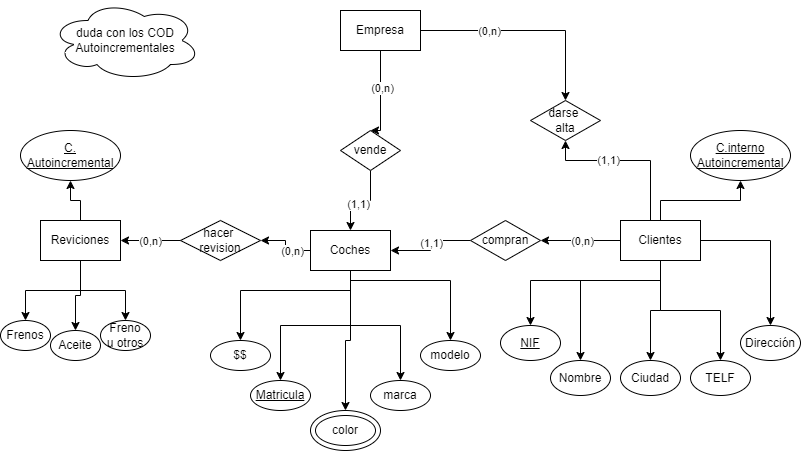 duda con los COD
Autoincrementales
Empresa
(0,n)
(0,n)
darse
alta
vende
(1,1)
C.
Autoincremental
C.interno
Autoincremental
(1,1)
Reviciones
(0,n)
hacer
revision
(0,n)
Coches
(1,1)
compran
(0,n)
Clientes
Frenos
Aceite
Freno
u otros
$$
Matricula
color
marca
modelo
NIF
Nombre
Ciudad
TELF
Dirección